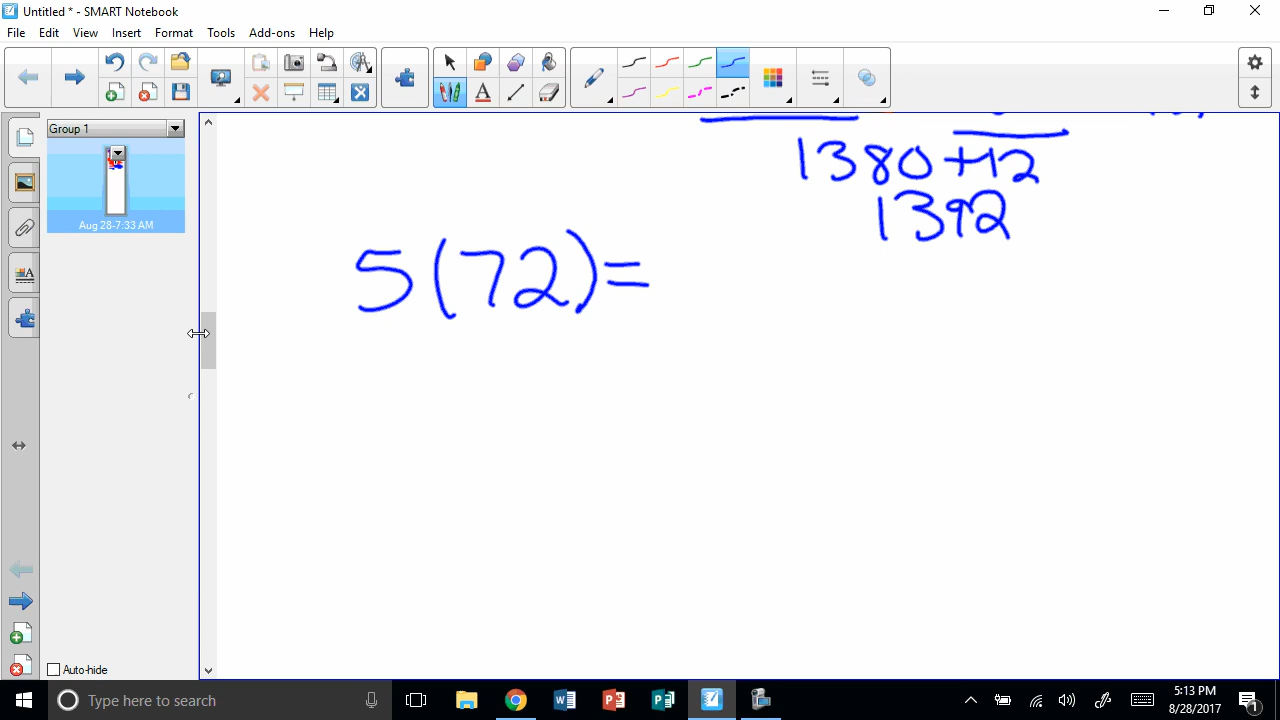 Untitled * - SMART Notebook
File Edit View Insert Format Tools Add-ons Help
Group 1
Aug 28-7:33 AM
1380+12
1392
5(72)=
Auto-hide
Type here to search
5:13 PM
8/28/2017
1